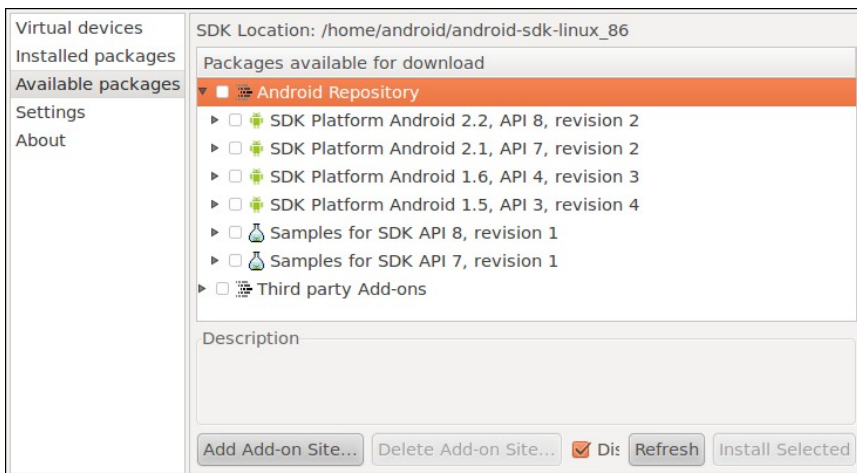 Virtual devices
Installed packages
Available packages
Settings
About
SDK Location: /home/android/android-sdk-linux_86
Packages available for download
Android Repository
SDK Platform Android 2.2, API 8, revision 2
SDK Platform Android 2.1, API 7, revision 2
SDK Platform Android 1.6, API 4, revision 3
SDK Platform Android 1.5, API 3, revision 4
Samples for SDK API 8, revision 1
Samples for SDK API 7, revision 1
Third party Add-ons
Description
Add Add-on Site... Delete Add-on Site... Dis Refresh Install Selected